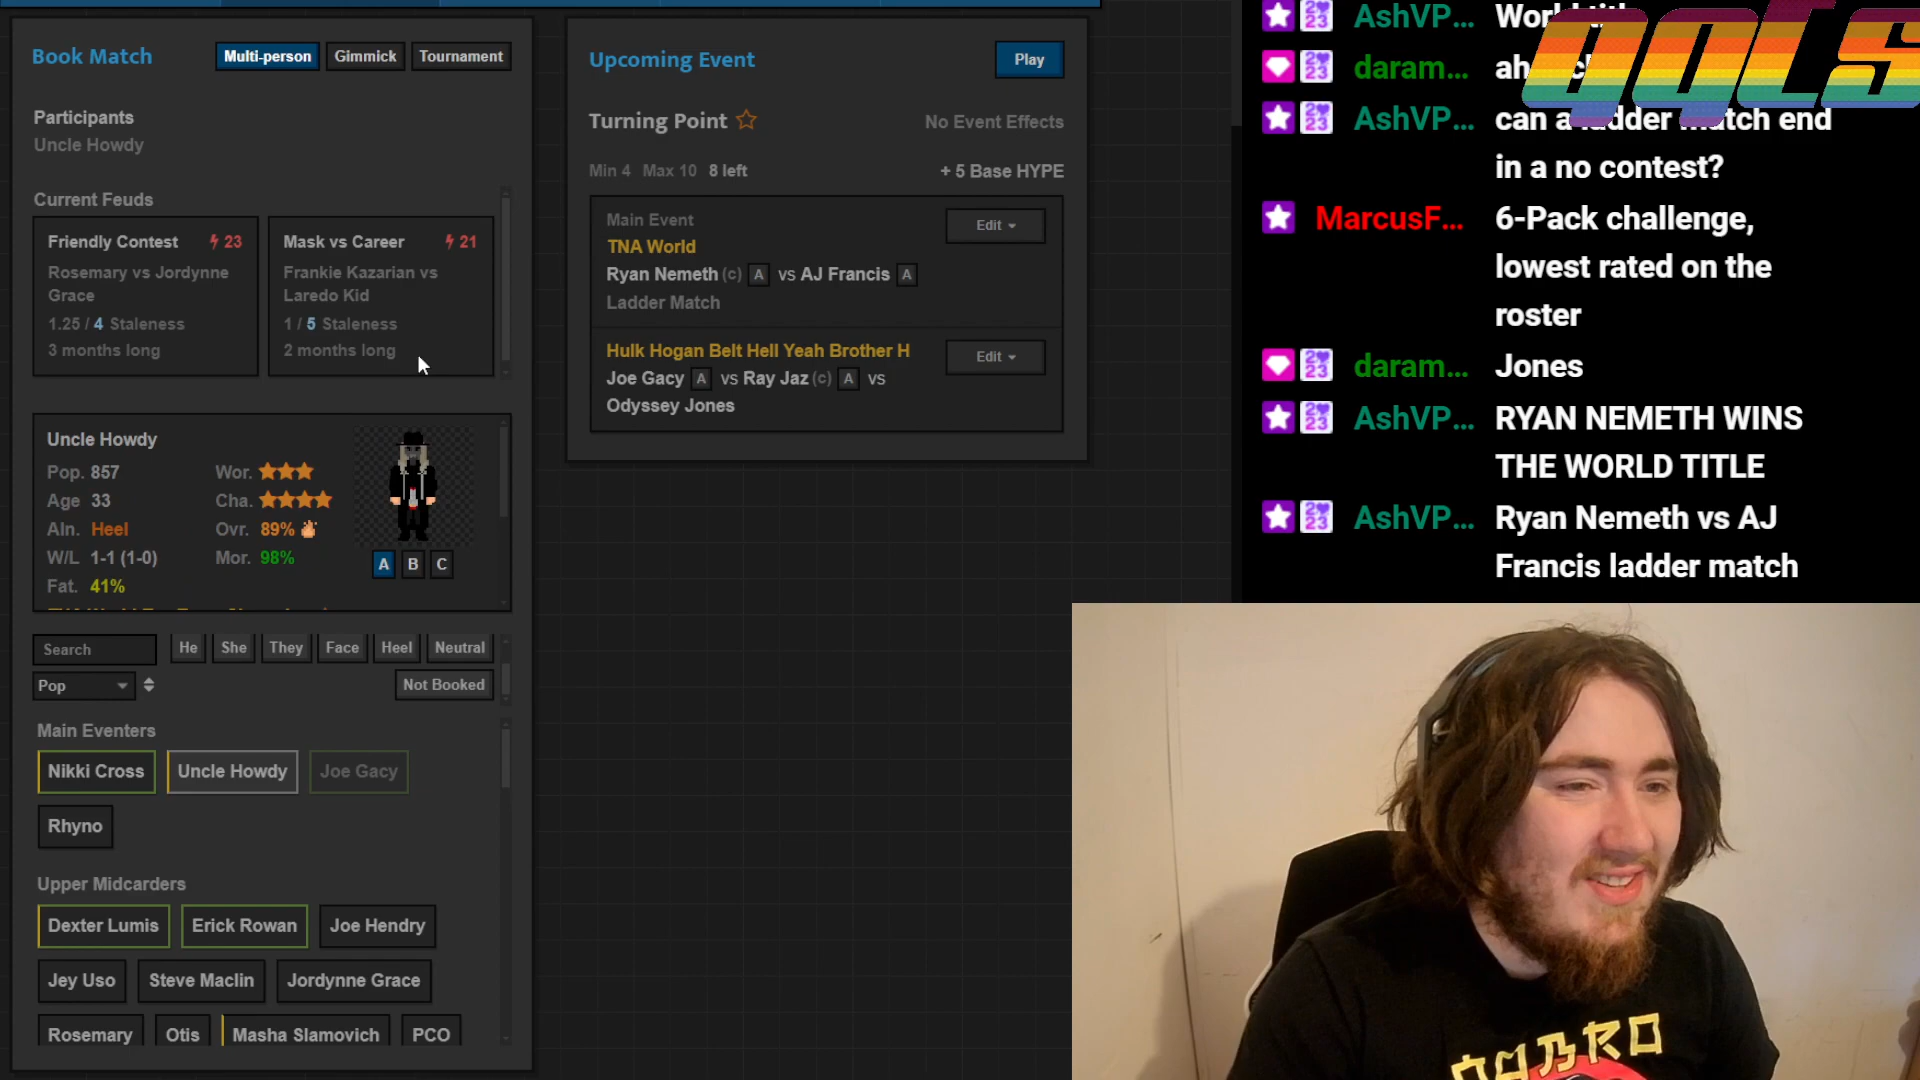 Book Match
Multi-person
Gimmick
Tournament
Participants
Uncle Howdy
Current Feuds
Friendly Contest 23
Rosemary vs Jordynne
Grace
1.25 / 4 Staleness
3 months long
Mask vs Career 21
Frankie Kazarian vs
Laredo Kid
1 / 5 Staleness
2 months long
Uncle Howdy
Pop. 857
Age 33
Aln. Heel
W/L 1-1 (1-0)
Fat. 41%
Wor.
Cha.
Ovr. 89%
Mor. 98%
A B C
Search
He She They Face Heel Neutral
Pop
Not Booked
Main Eventers
Nikki Cross Uncle Howdy Joe Gacy
Rhyno
Upper Midcarders
Dexter Lumis Erick Rowan Joe Hendry
Jey Uso Steve Maclin Jordynne Grace
Rosemary Otis Masha Slamovich PCO
Upcoming Event
Play
Turning Point
No Event Effects
Min 4 Max 10 8 left
+ 5 Base HYPE
Main Event
Edit
TNA World
Ryan Nemeth (c) A vs AJ Francis A
Ladder Match
Hulk Hogan Belt Hell Yeah Brother H
Edit
Joe Gacy A vs Ray Jaz (c) A vs
Odyssey Jones
AshVP...
daram...
AshVP... can a ladder match end
in a no contest?
MarcusF... 6-Pack challenge,
lowest rated on the
roster
daram... Jones
AshVP... RYAN NEMETH WINS
THE WORLD TITLE
AshVP... Ryan Nemeth vs AJ
Francis ladder match